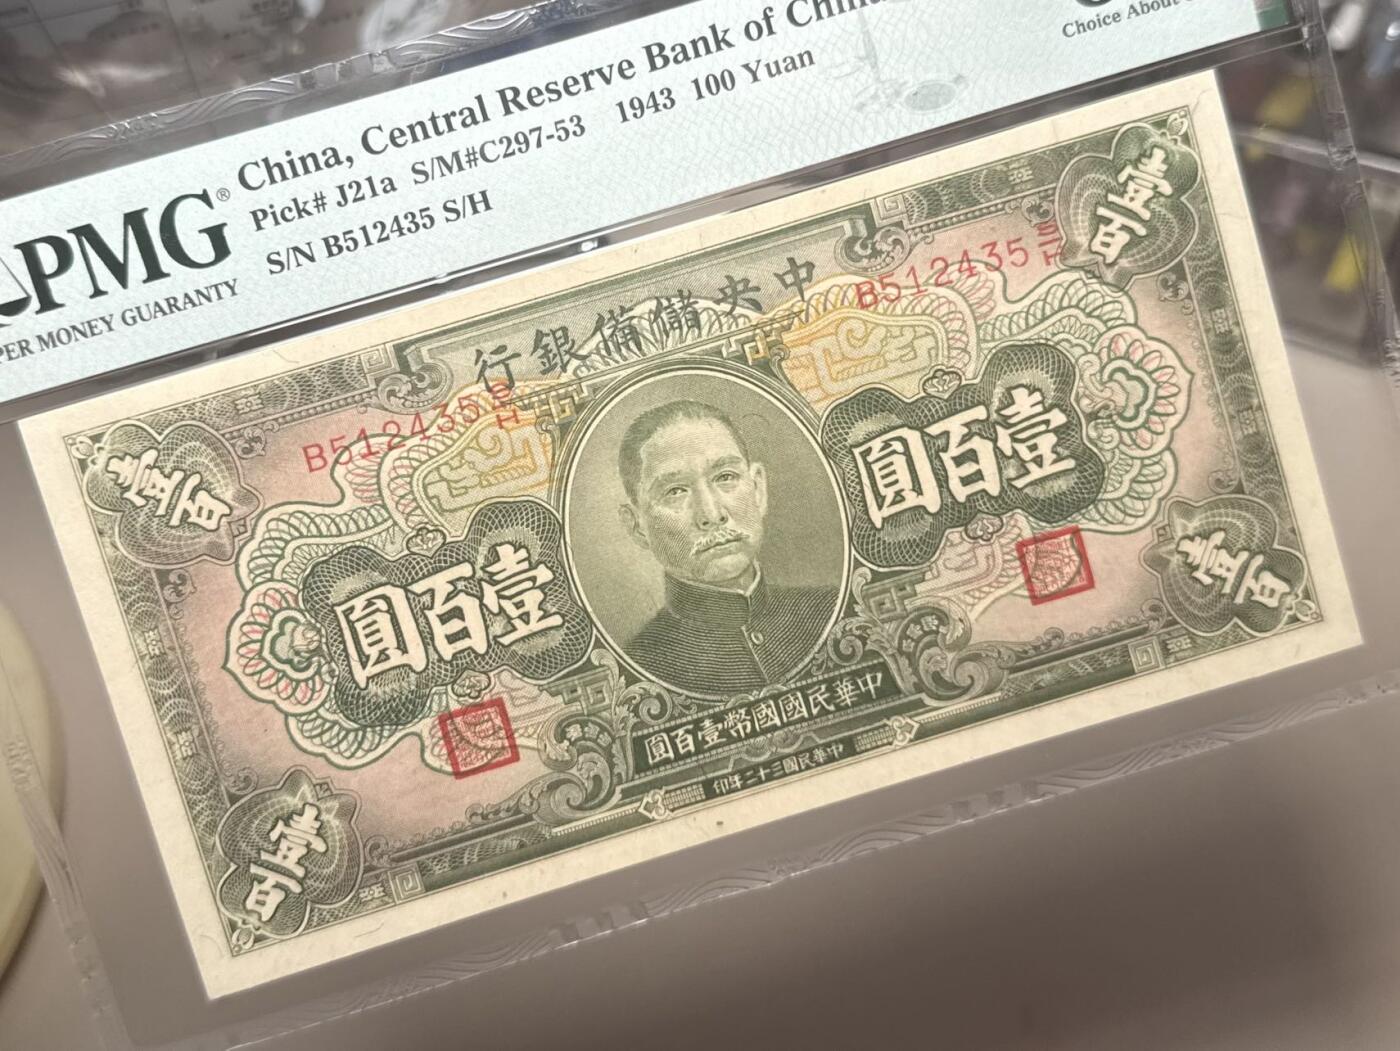 China, Central Reserve Bank of China
Pick# J21a S/M#C297-53 1943 100 Yuan
S/N B512435 S/H
PMG®
PER MONEY GUARANTY
Choice About
行銀備儲央中
B512435 S/H
B512435 S/H
壹百
壹百
圓百壹
圓百壹
壹百
壹百
圓百壹幣國國民華中
印年二十三國民華中